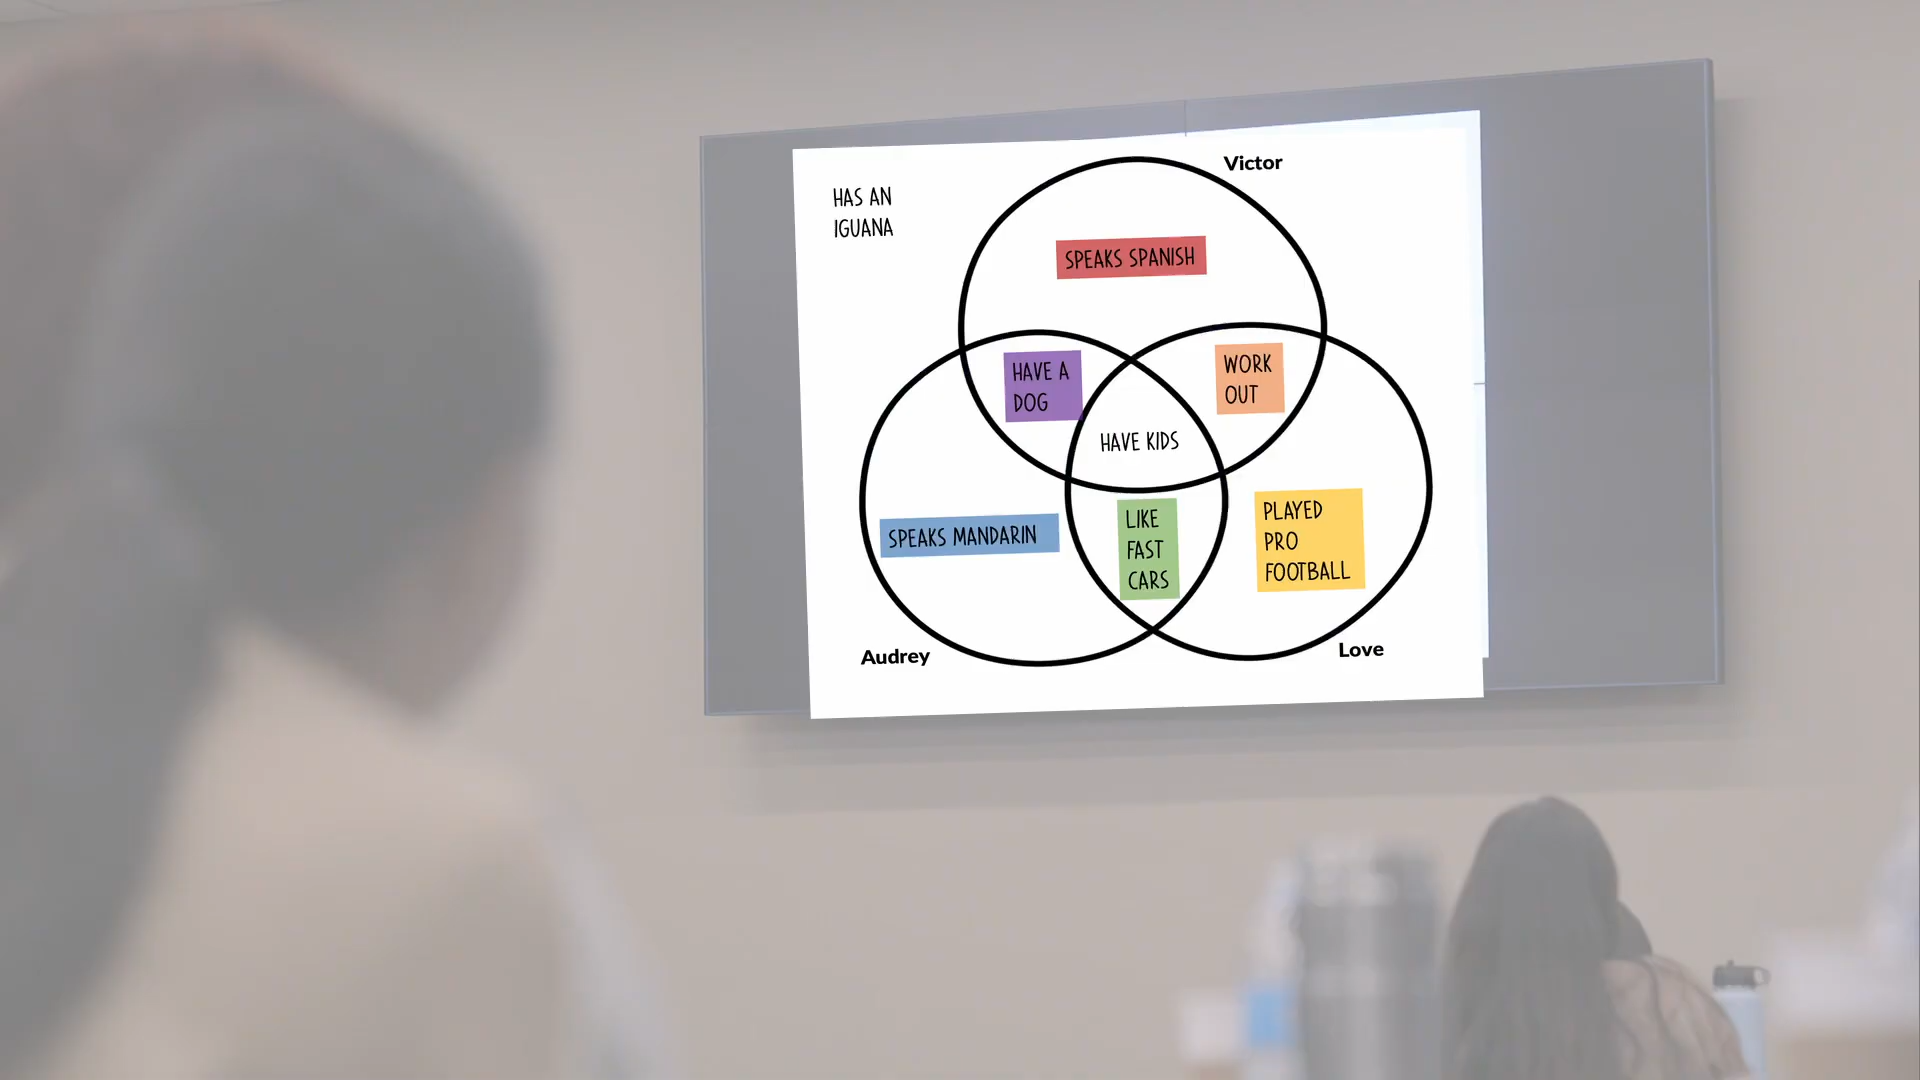 Victor
HAS AN
IGUANA
SPEAKS SPANISH
HAVE A
DOG
WORK
OUT
HAVE KIDS
SPEAKS MANDARIN
LIKE
FAST
CARS
PLAYED
PRO
FOOTBALL
Audrey
Love